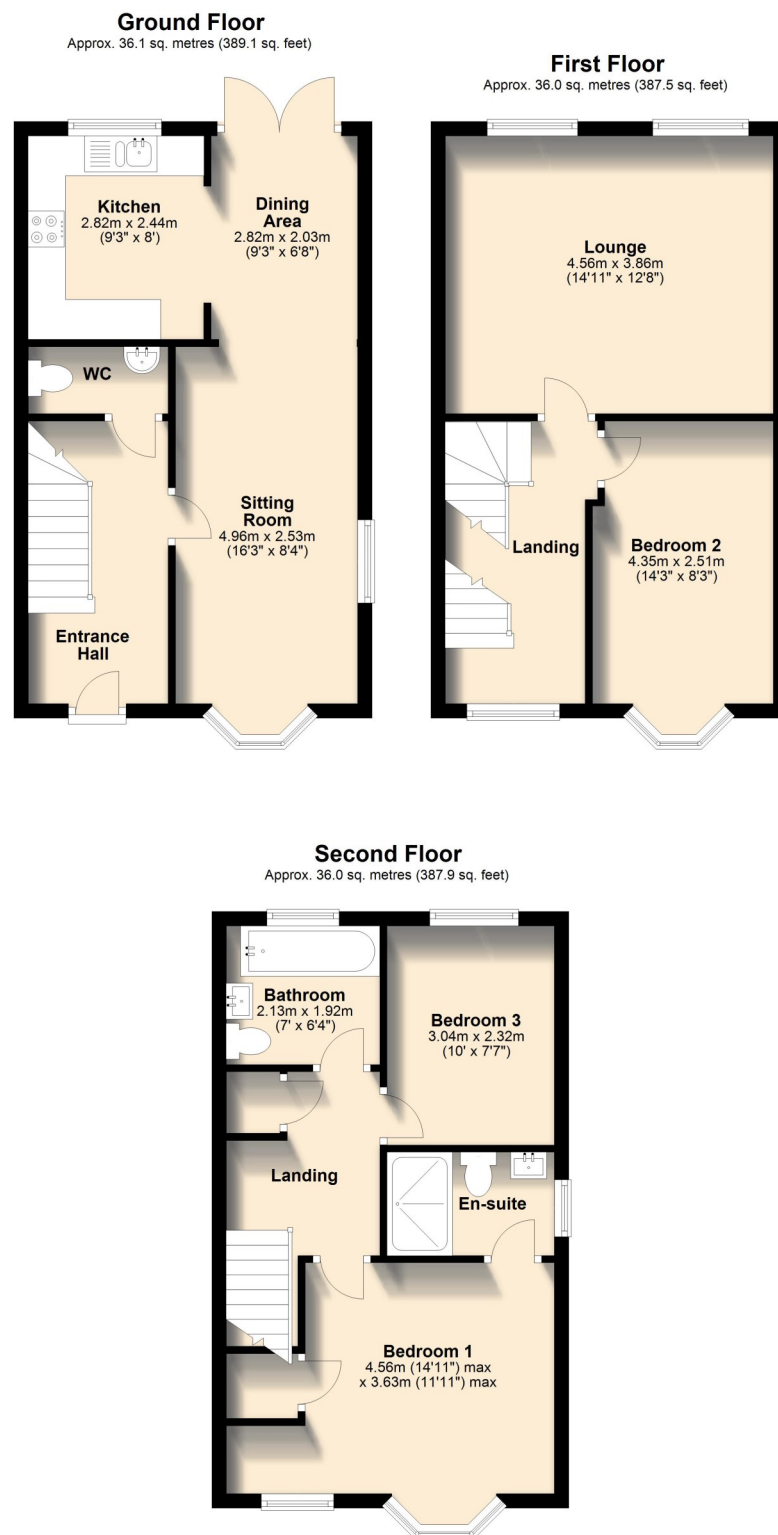 Ground Floor
Approx. 36.1 sq. metres (389.1 sq. feet)
Kitchen
2.82m x 2.44m
(9'3" x 8')
Dining
Area
2.82m x 2.03m
(9'3" x 6'8")
WC
Sitting
Room
4.96m x 2.53m
(16'3" x 8'4")
Entrance
Hall
First Floor
Approx. 36.0 sq. metres (387.5 sq. feet)
Lounge
4.56m x 3.86m
(14'11" x 12'8")
Landing
Bedroom 2
4.35m x 2.51m
(14'3" x 8'3")
Second Floor
Approx. 36.0 sq. metres (387.9 sq. feet)
Bathroom
2.13m x 1.92m
(7' x 6'4")
Bedroom 3
3.04m x 2.32m
(10' x 7'7")
Landing
En-suite
Bedroom 1
4.56m (14'11") max
x 3.63m (11'11") max